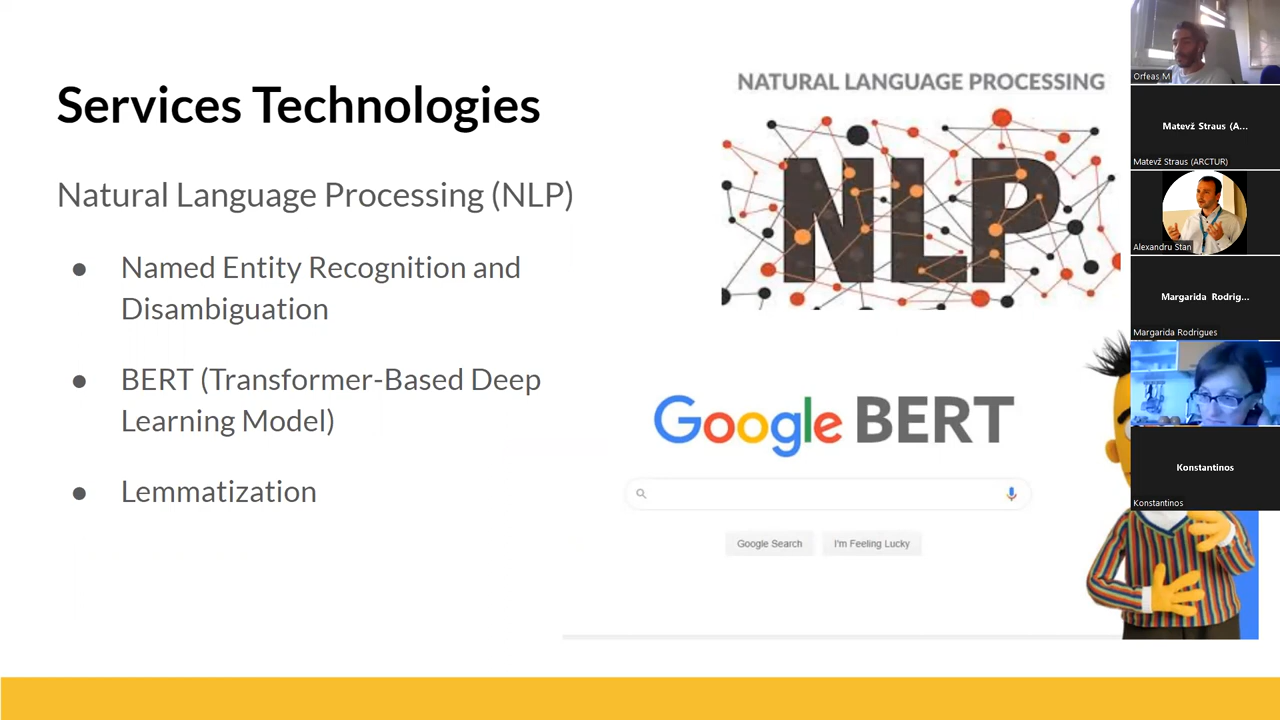 Services Technologies
Natural Language Processing (NLP)
● Named Entity Recognition and
Disambiguation
● BERT (Transformer-Based Deep
Learning Model)
● Lemmatization
NATURAL LANGUAGE PROCESSING
NLP
Google BERT
Google Search
I'm Feeling Lucky
Orfeas M
Matevž Straus (A...
Matevž Straus (ARCTUR)
Alexandru Stan
Margarida Rodrig...
Margarida Rodrigues
Konstantinos
Konstantinos